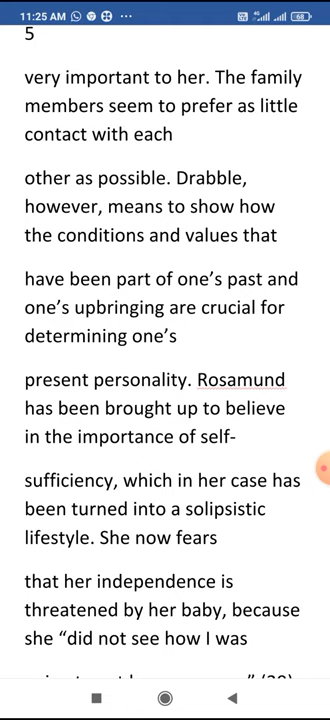 11:25 AM
4G
68
5
very important to her. The family
members seem to prefer as little
contact with each
other as possible. Drabble,
however, means to show how
the conditions and values that
have been part of one’s past and
one’s upbringing are crucial for
determining one’s
present personality. Rosamund
has been brought up to believe
in the importance of self-
sufficiency, which in her case has
been turned into a solipsistic
lifestyle. She now fears
that her independence is
threatened by her baby, because
she “did not see how I was